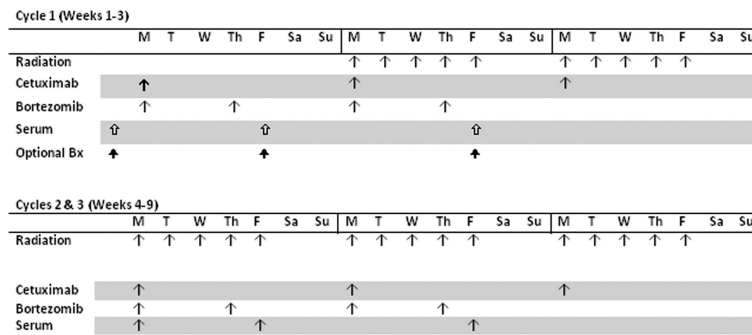 Cycle 1 (Weeks 1-3)
M T W Th F Sa Su M T W Th F Sa Su M T W Th F Sa Su
Radiation ↑ ↑ ↑ ↑ ↑ ↑ ↑ ↑ ↑ ↑
Cetuximab ↑ ↑ ↑
Bortezomib ↑ ↑ ↑ ↑
Serum ⇧ ⇧ ⇧
Optional Bx ↑ ↑ ↑
Cycles 2 & 3 (Weeks 4-9)
M T W Th F Sa Su M T W Th F Sa Su M T W Th F Sa Su
Radiation ↑ ↑ ↑ ↑ ↑ ↑ ↑ ↑ ↑ ↑ ↑ ↑ ↑ ↑ ↑
Cetuximab ↑ ↑ ↑
Bortezomib ↑ ↑ ↑ ↑
Serum ↑ ↑ ↑